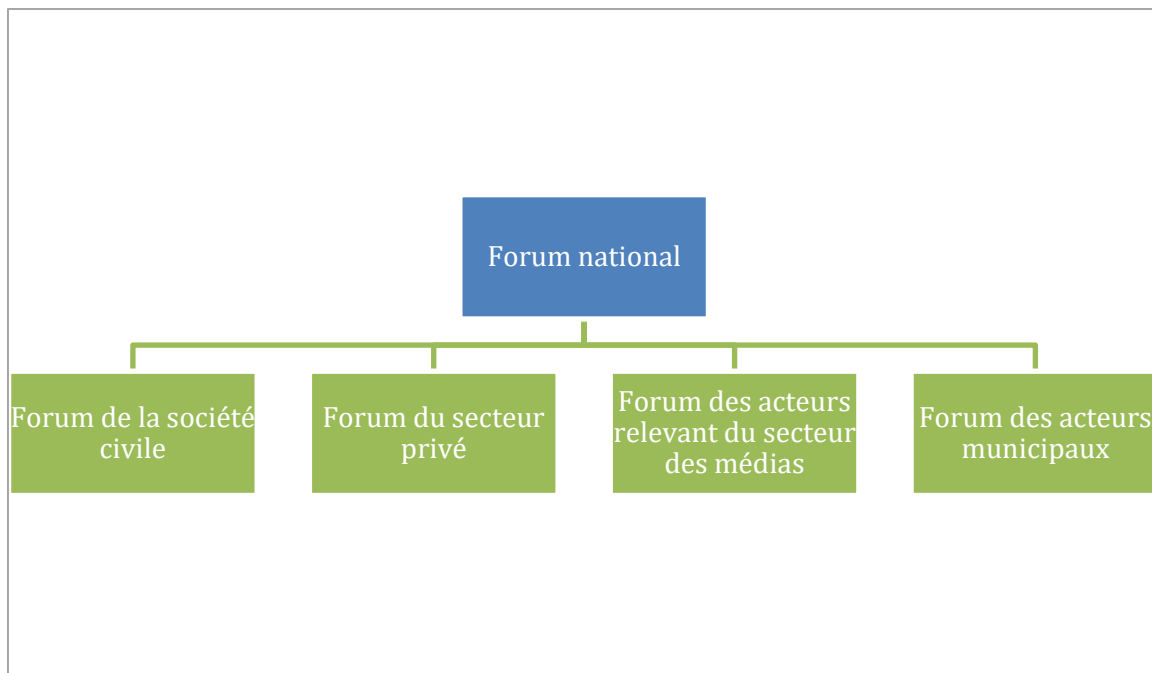 Forum national
Forum de la société
civile
Forum du secteur
privé
Forum des acteurs
relevant du secteur
des médias
Forum des acteurs
municipaux